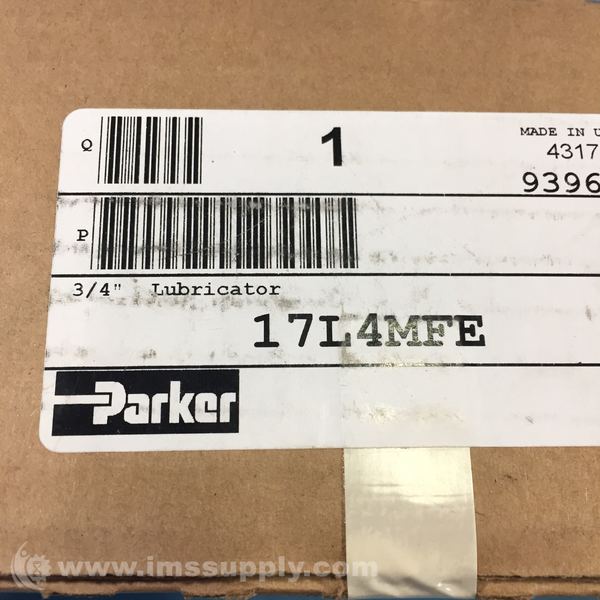 Q
1
MADE IN U
4317
9396
P
3/4" Lubricator
17L4MFE
Parker
www.imssupply.com